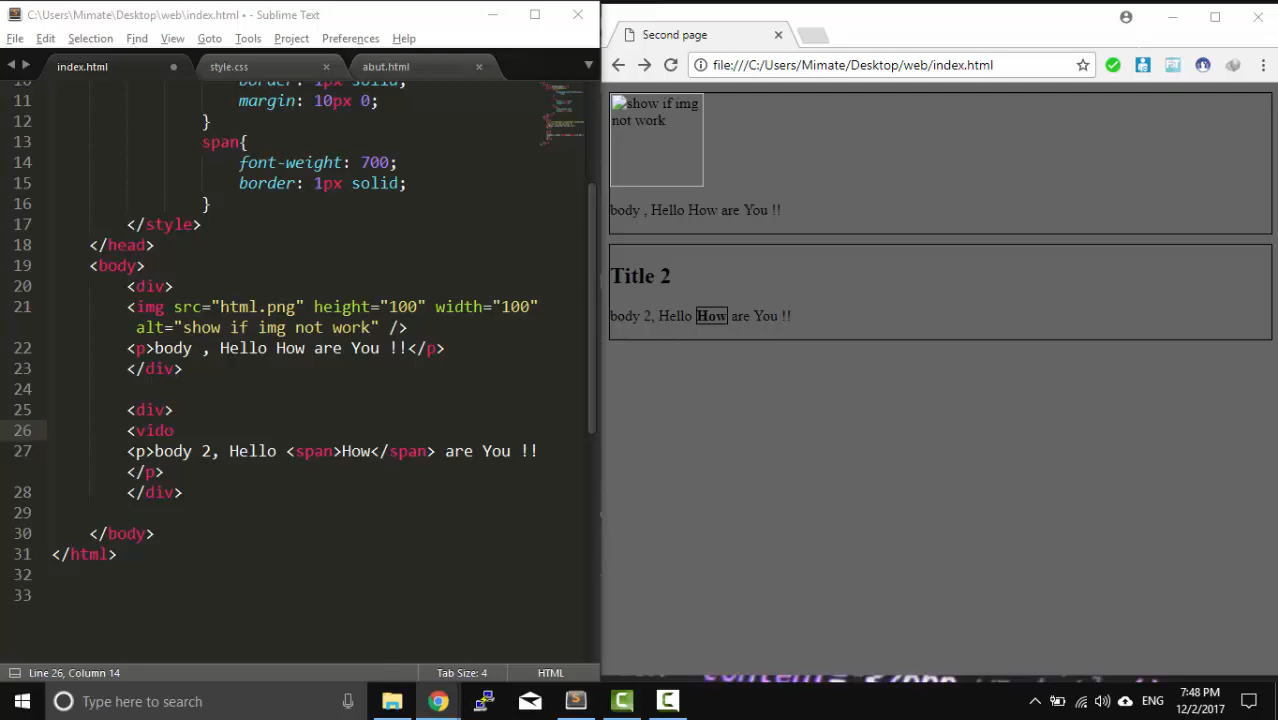 C:\Users\Mimate\Desktop\web\index.html • - Sublime Text
File Edit Selection Find View Goto Tools Project Preferences Help
index.html style.css abut.html
10 border: 1px solid;
11 margin: 10px 0;
12 }
13 span{
14 font-weight: 700;
15 border: 1px solid;
16 }
17 </style>
18 </head>
19 <body>
20 <div>
21 <img src="html.png" height="100" width="100"
alt="show if img not work" />
22 <p>body , Hello How are You !!</p>
23 </div>
24
25 <div>
26 <vido
27 <p>body 2, Hello <span>How</span> are You !!
</p>
28 </div>
29
30 </body>
31 </html>
32
33
Line 26, Column 14 Tab Size: 4 HTML
Second page
file:///C:/Users/Mimate/Desktop/web/index.html
show if img
not work
body , Hello How are You !!
Title 2
body 2, Hello How are You !!
Type here to search
ENG
7:48 PM
12/2/2017